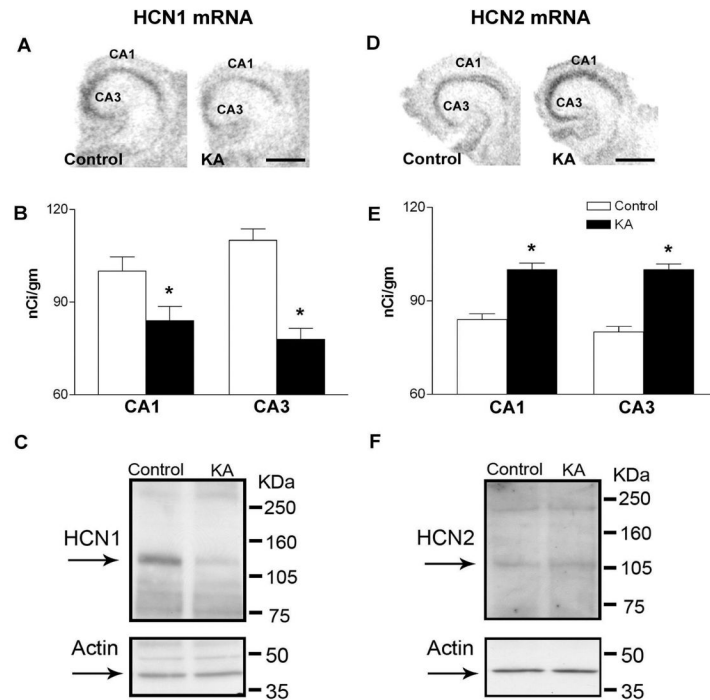 HCN1 mRNA
HCN2 mRNA
A
CA1
CA1
CA3
CA3
Control
KA
D
CA1
CA1
CA3
CA3
Control
KA
B
120
90
60
nCi/gm
*
*
CA1
CA3
E
120
90
60
nCi/gm
Control
KA
*
*
CA1
CA3
C
Control
KA
KDa
HCN1
250
160
105
75
Actin
50
35
F
Control
KA
KDa
HCN2
250
160
105
75
Actin
50
35